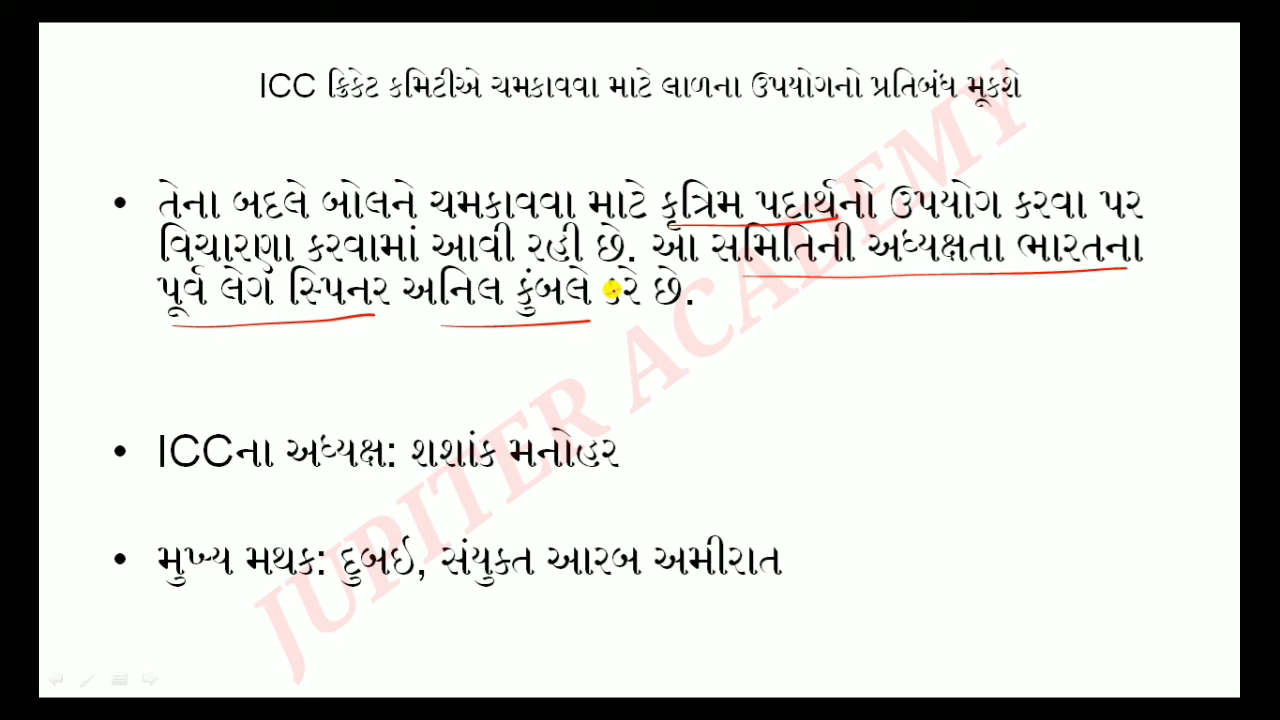 ICC ક્રિકેટ કમિટીએ ચમકાવવા માટે લાળના ઉપયોગનો પ્રતિબંધ મૂકશે
• તેના બદલે બોલને ચમકાવવા માટે કૃત્રિમ પદાર્થનો ઉપયોગ કરવા પર
વિચારણા કરવામાં આવી રહી છે. આ સમિતિની અધ્યક્ષતા ભારતના
પૂર્વ લેગ સ્પિનર અનિલ કુંબલે કરે છે.
• ICCના અધ્યક્ષ: શશાંક મનોહર
• મુખ્ય મથક: દુબઈ, સંયુક્ત આરબ અમીરાત
JUPITER ACADEMY